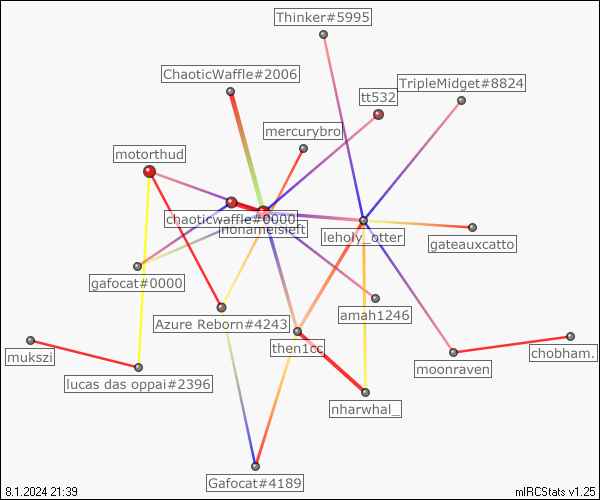 Thinker#5995
ChaoticWaffle#2006
TripleMidget#8824
tt532
mercurybro
motorthud
chaoticwaffle#0000
nonameisleft
leholy_otter
gateauxcatto
gafocat#0000
amah1246
Azure Reborn#4243
then1cc
mukszi
chobham.
moonraven
lucas das oppai#2396
nharwhal_
Gafocat#4189
8.1.2024 21:39
mIRCStats v1.25